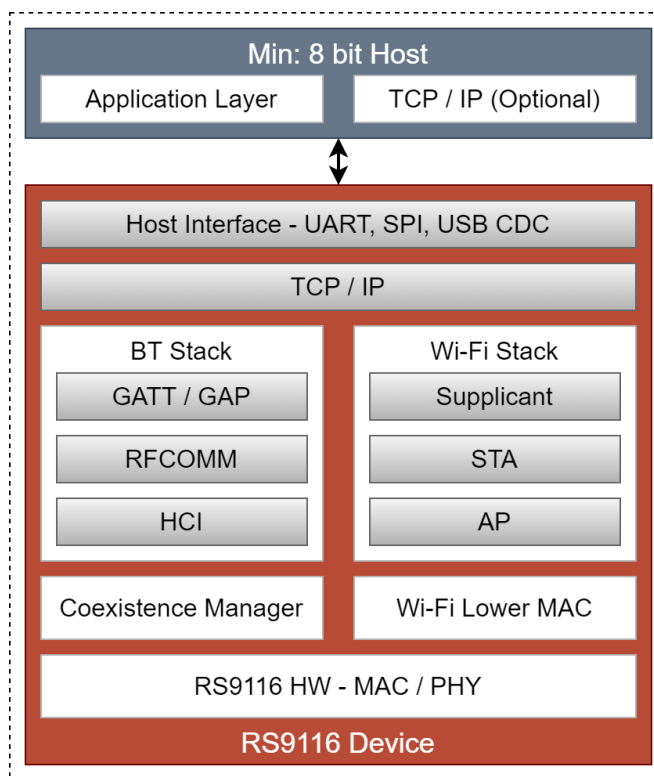 Min: 8 bit Host
Application Layer
TCP / IP (Optional)
Host Interface - UART, SPI, USB CDC
TCP / IP
BT Stack
GATT / GAP
RFCOMM
HCI
Wi-Fi Stack
Supplicant
STA
AP
Coexistence Manager
Wi-Fi Lower MAC
RS9116 HW - MAC / PHY
RS9116 Device